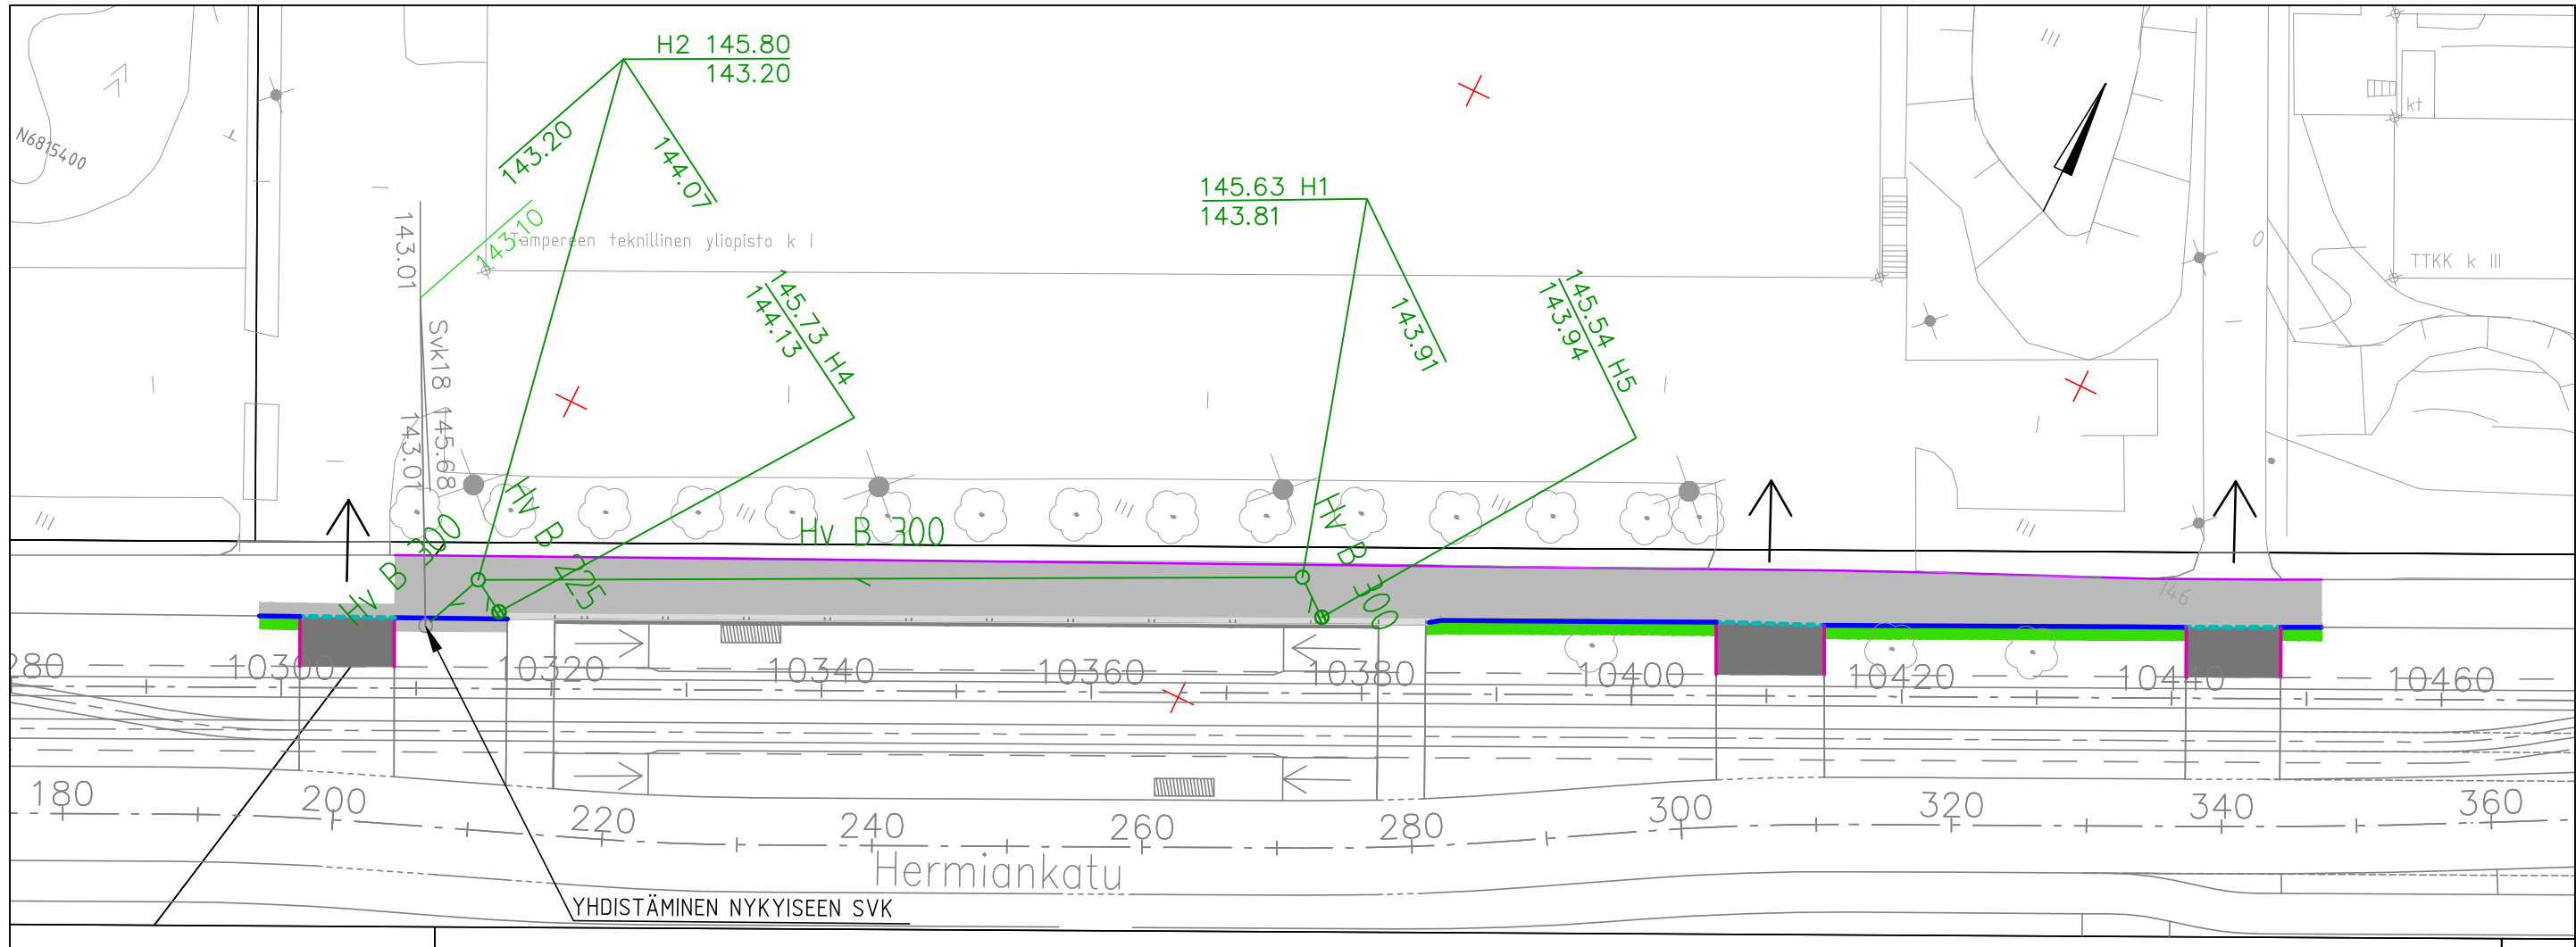 H2 145.80
143.20
143.20
144.07
N6815400
145.63 H1
143.81
kt
143.01
143.10
Tampereen teknillinen yliopisto k I
TTKK k III
145.73 H4
144.13
143.91
145.54 H5
143.94
Svk18 145.68
143.01
Hv B 300
Hv B 225
Hv B 300
Hv B 300
146
280 10300 10320 10340 10360 10380 10400 10420 10440 10460
180 200 220 240 260 280 300 320 340 360
Hermiankatu
YHDISTÄMINEN NYKYISEEN SVK